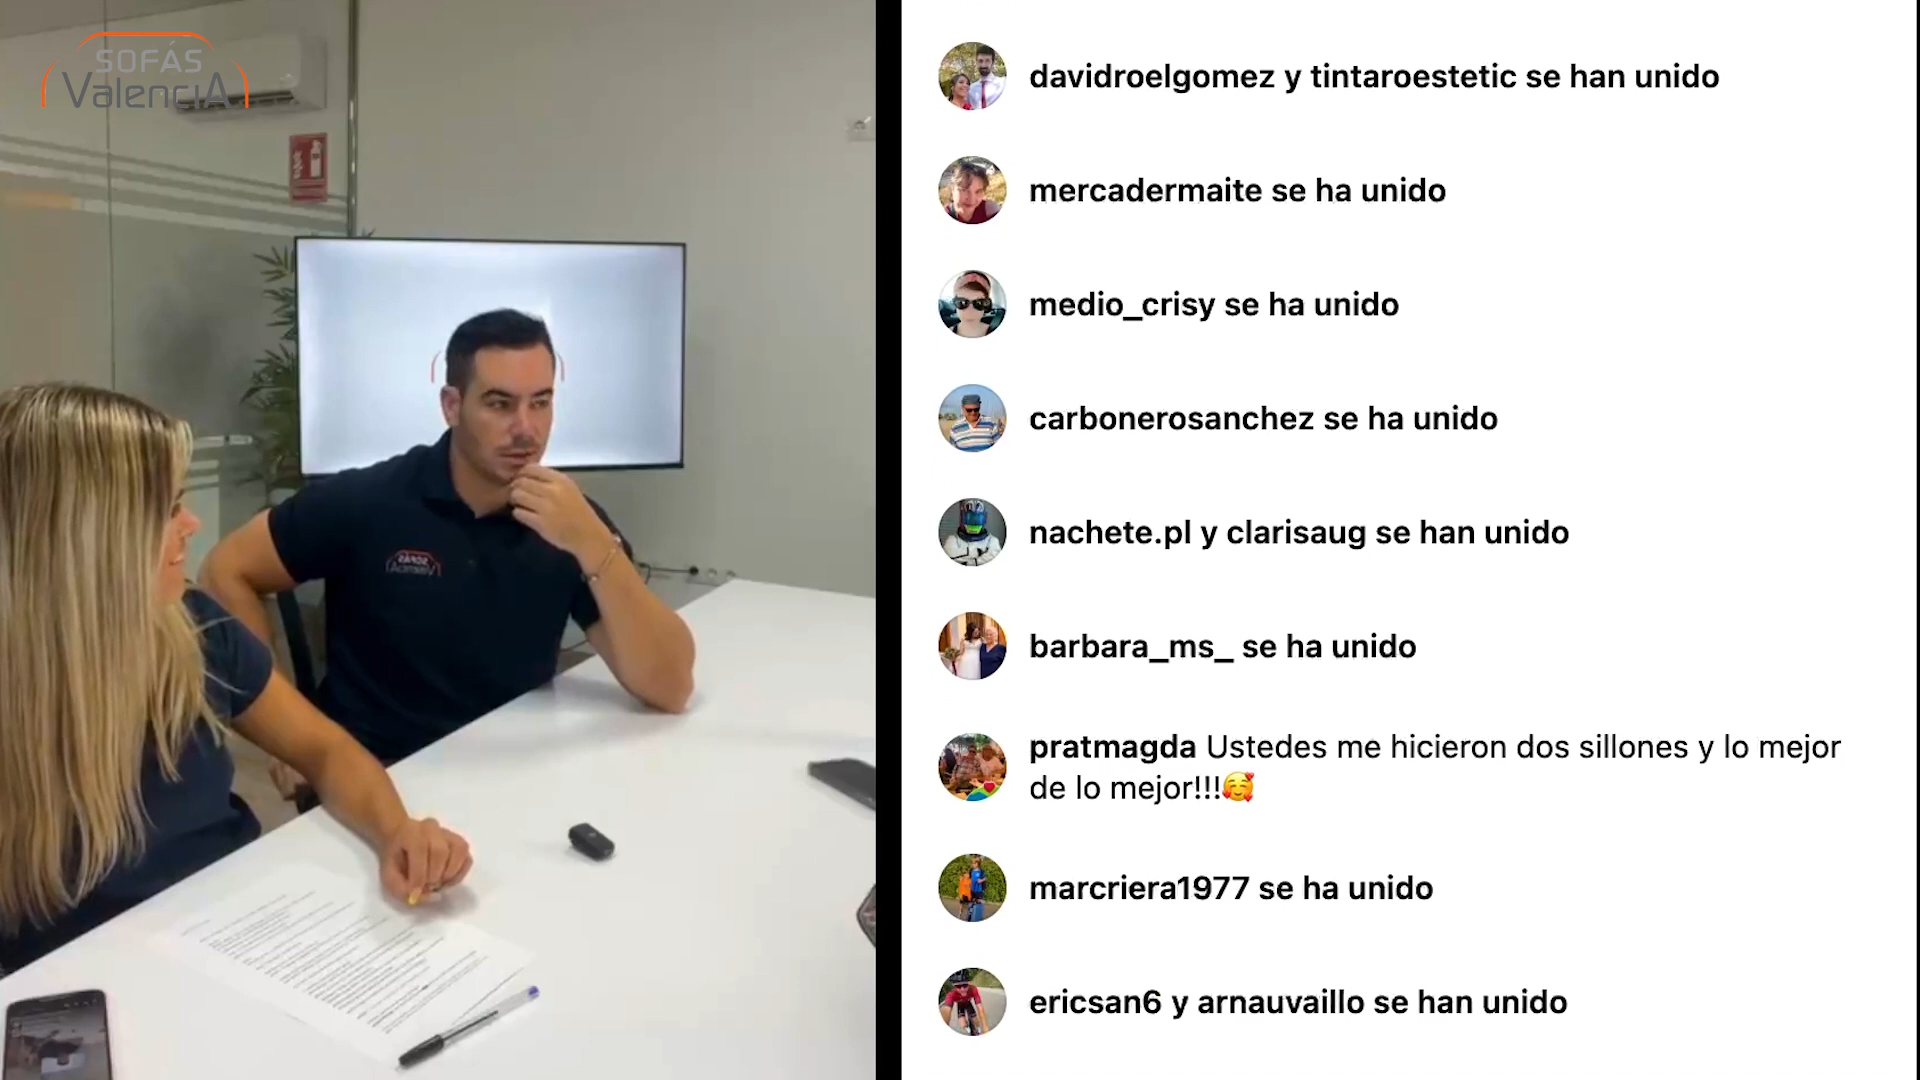 SOFÁS
ValenciA
davidroelgomez y tintaroestetic se han unido
mercadermaite se ha unido
medio_crisy se ha unido
carbonerosanchez se ha unido
nachete.pl y clarisaug se han unido
barbara_ms_ se ha unido
pratmagda Ustedes me hicieron dos sillones y lo mejor
de lo mejor!!!🥰
marcriera1977 se ha unido
ericsan6 y arnauvaillo se han unido
SOFÁS
ValenciA